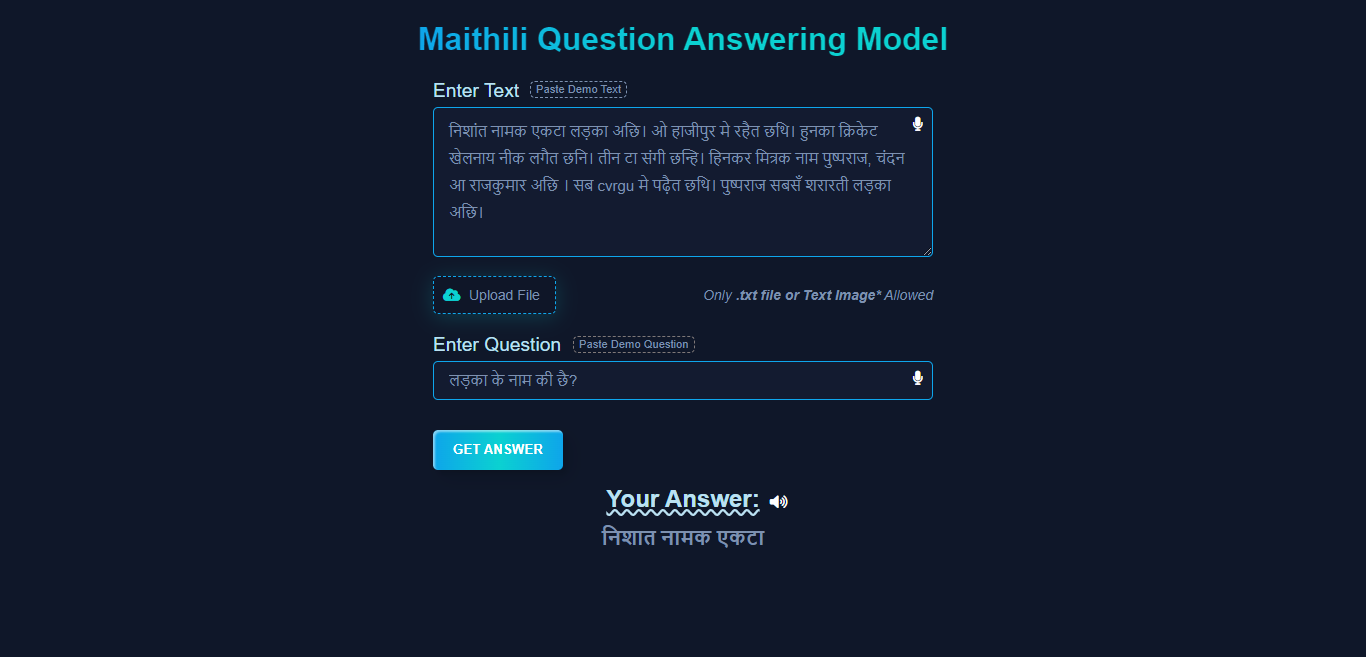 Maithili Question Answering Model
Enter Text Paste Demo Text
निशांत नामक एकटा लड़का अछि। ओ हाजीपुर मे रहैत छथि। हुनका क्रिकेट
खेलनाय नीक लगैत छनि। तीन टा संगी छन्हि। हिनकर मित्रक नाम पुष्पराज, चंदन
आ राजकुमार अछि । सब cvrgu मे पढ़ैत छथि। पुष्पराज सबसँ शरारती लड़का
अछि।
Upload File Only .txt file or Text Image* Allowed
Enter Question Paste Demo Question
लड़का के नाम की छै?
GET ANSWER
Your Answer:
निशात नामक एकटा